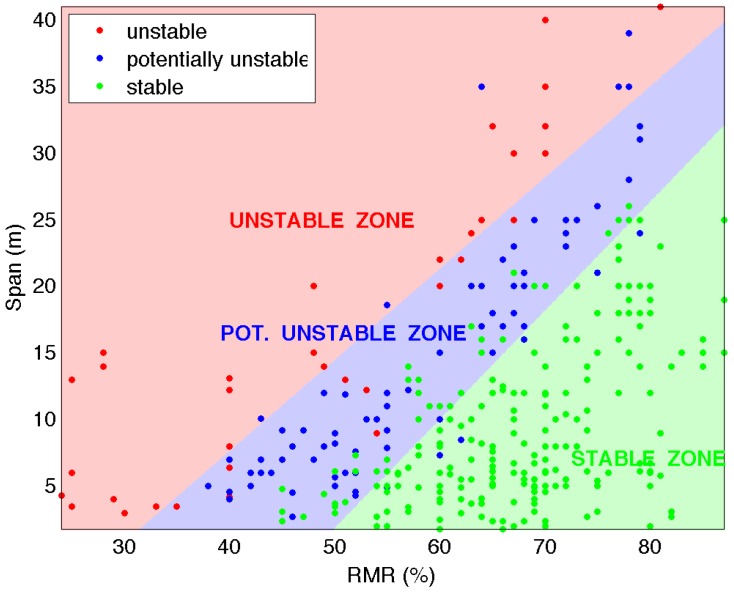 unstable
potentially unstable
stable
UNSTABLE ZONE
POT. UNSTABLE ZONE
STABLE ZONE
40
35
30
25
20
15
10
5
Span (m)
30 40 50 60 70 80
RMR (%)